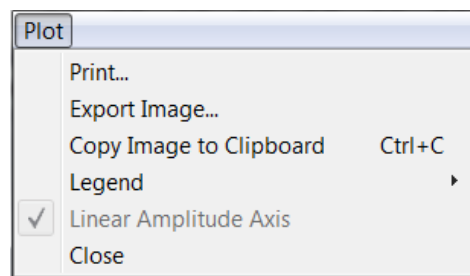 Plot
Print...
Export Image...
Copy Image to Clipboard Ctrl+C
Legend
Linear Amplitude Axis
Close